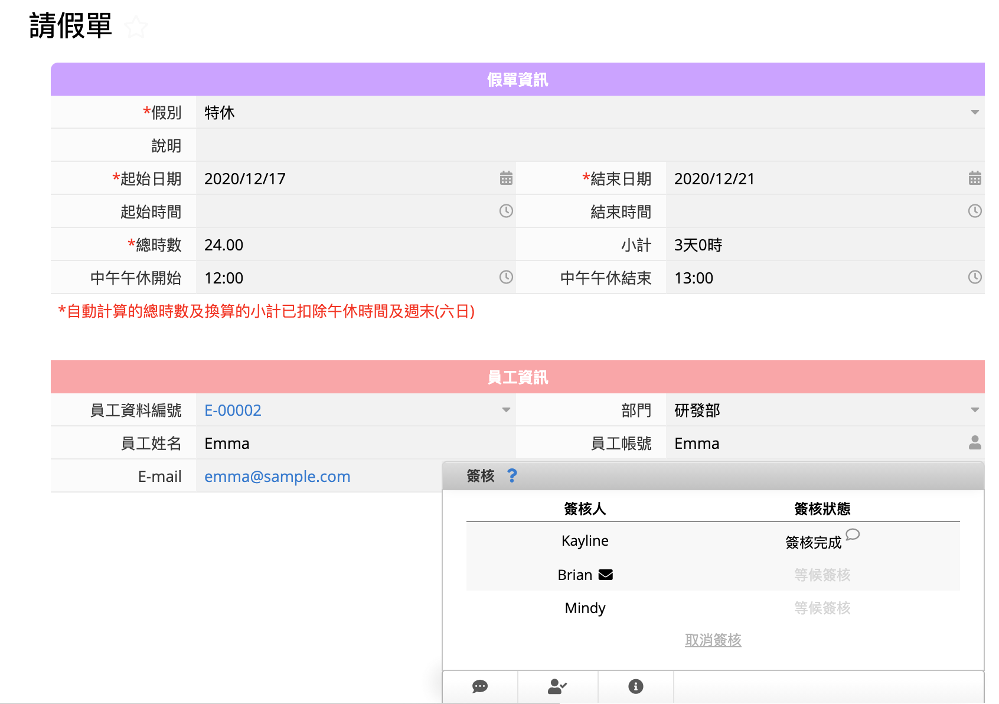 請假單
假單資訊
*假別 特休
說明
*起始日期 2020/12/17 *結束日期 2020/12/21
起始時間 結束時間
*總時數 24.00 小計 3天0時
中午午休開始 12:00 中午午休結束 13:00
*自動計算的總時數及換算的小計已扣除午休時間及週末(六日)
員工資訊
員工資料編號 E-00002 部門 研發部
員工姓名 Emma 員工帳號 Emma
E-mail emma@sample.com
簽核 ?
簽核人 簽核狀態
Kayline 簽核完成
Brian 等候簽核
Mindy 等候簽核
取消簽核